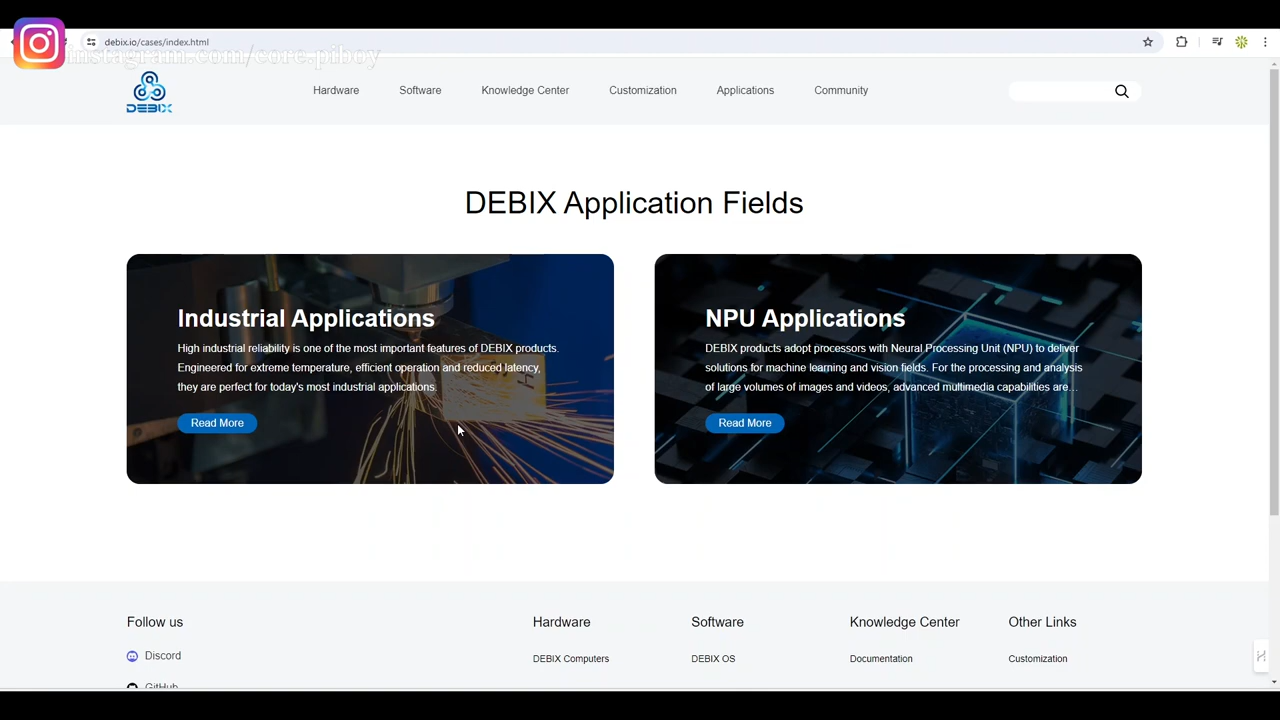 debix.io/cases/index.html
instagram.com/core.piboy
DEBIX
Hardware
Software
Knowledge Center
Customization
Applications
Community
DEBIX Application Fields
Industrial Applications
High industrial reliability is one of the most important features of DEBIX products.
Engineered for extreme temperature, efficient operation and reduced latency,
they are perfect for today's most industrial applications.
Read More
NPU Applications
DEBIX products adopt processors with Neural Processing Unit (NPU) to deliver
solutions for machine learning and vision fields. For the processing and analysis
of large volumes of images and videos, advanced multimedia capabilities are...
Read More
Follow us
Discord
GitHub
Hardware
DEBIX Computers
Software
DEBIX OS
Knowledge Center
Documentation
Other Links
Customization